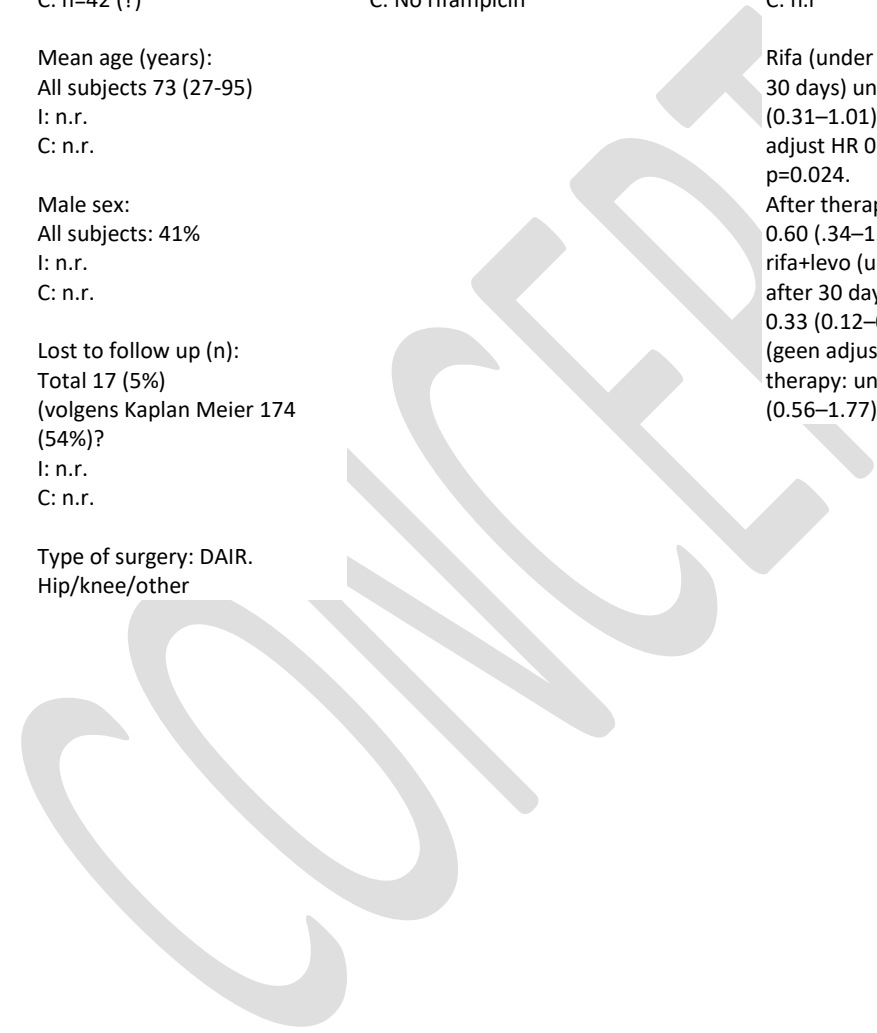 C: n=42 (?)
C: No rifampicin
C: n.r
Mean age (years):
All subjects 73 (27-95)
I: n.r.
C: n.r.
Male sex:
All subjects: 41%
I: n.r.
C: n.r.
Lost to follow up (n):
Total 17 (5%)
(volgens Kaplan Meier 174
(54%)?
I: n.r.
C: n.r.
Type of surgery: DAIR.
Hip/knee/other
Rifa (under
30 days) un
(0.31–1.01)
adjust HR 0
p=0.024.
After therap
0.60 (.34–1
rifa+levo (u
after 30 day
0.33 (0.12–
(geen adjus
therapy: un
(0.56–1.77)
CONCEPT